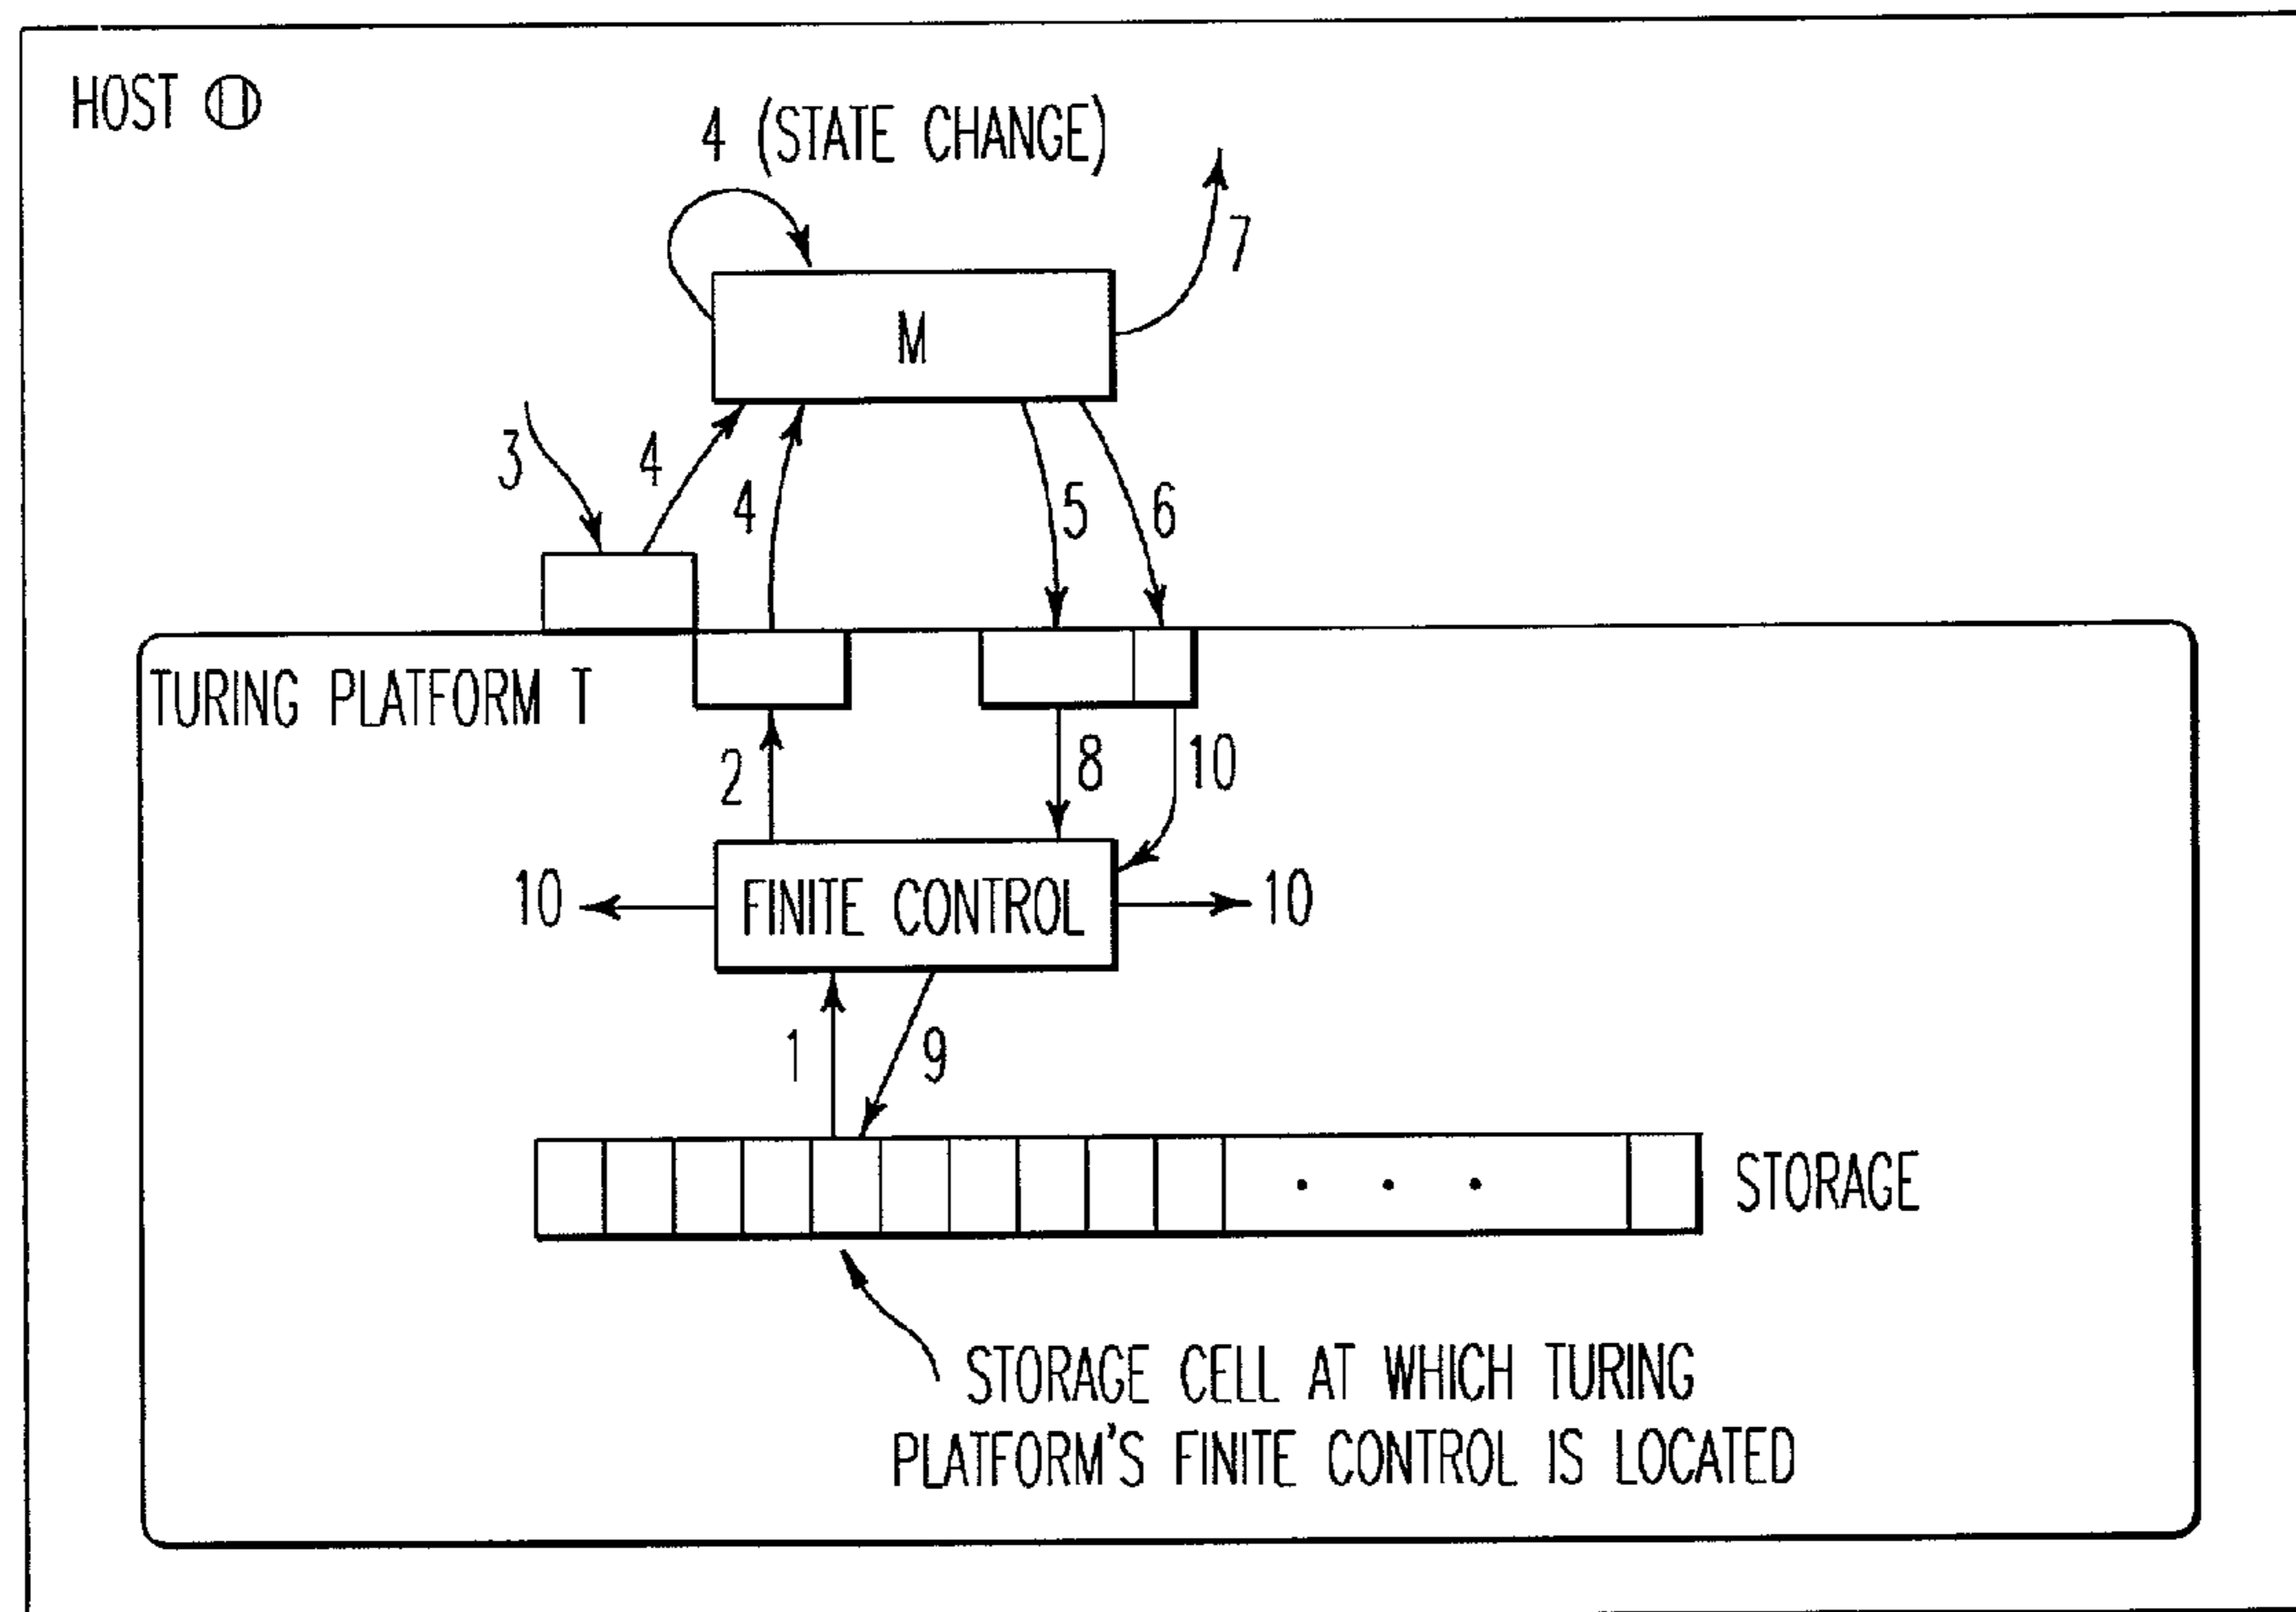 HOST
4 (STATE CHANGE)
7
M
3
4
4
5
6
TURING PLATFORM T
2
8
10
10
FINITE CONTROL
10
1
9
STORAGE
STORAGE CELL AT WHICH TURING
PLATFORM'S FINITE CONTROL IS LOCATED